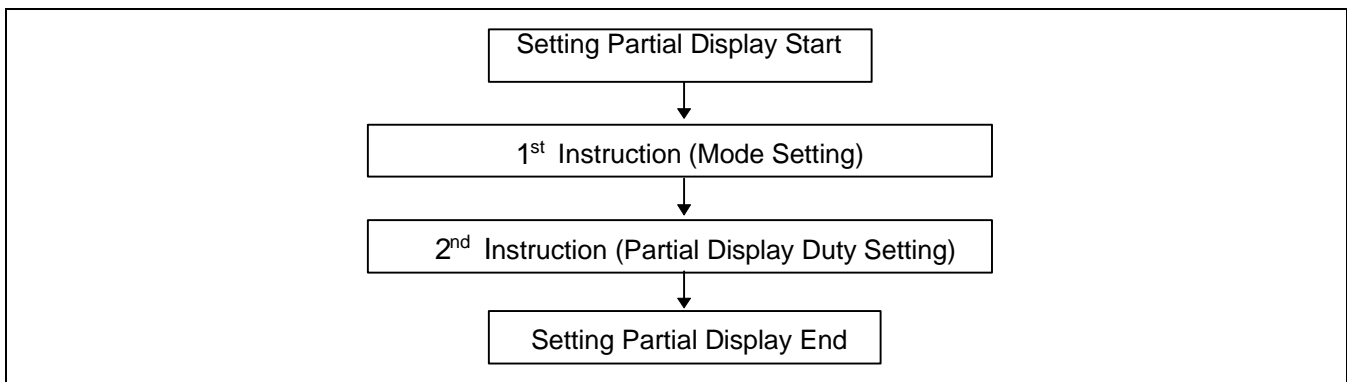 Setting Partial Display Start
1st Instruction (Mode Setting)
2nd Instruction (Partial Display Duty Setting)
Setting Partial Display End